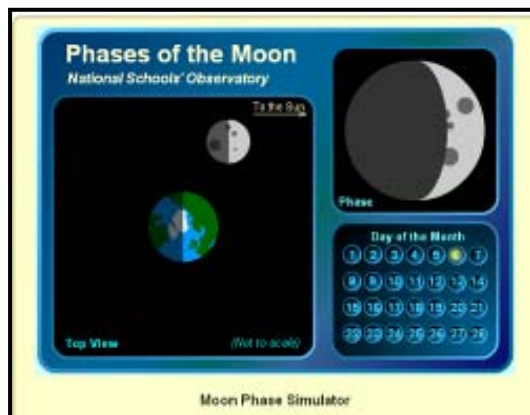 Phases of the Moon
National Schools' Observatory
To the Sun
Phase
Day of the Month
1 2 3 4 5 7
8 9 10 11 12 13 14
15 16 17 18 19 20 21
22 23 24 25 26 27 28
Top View
(Not to scale)
Moon Phase Simulator